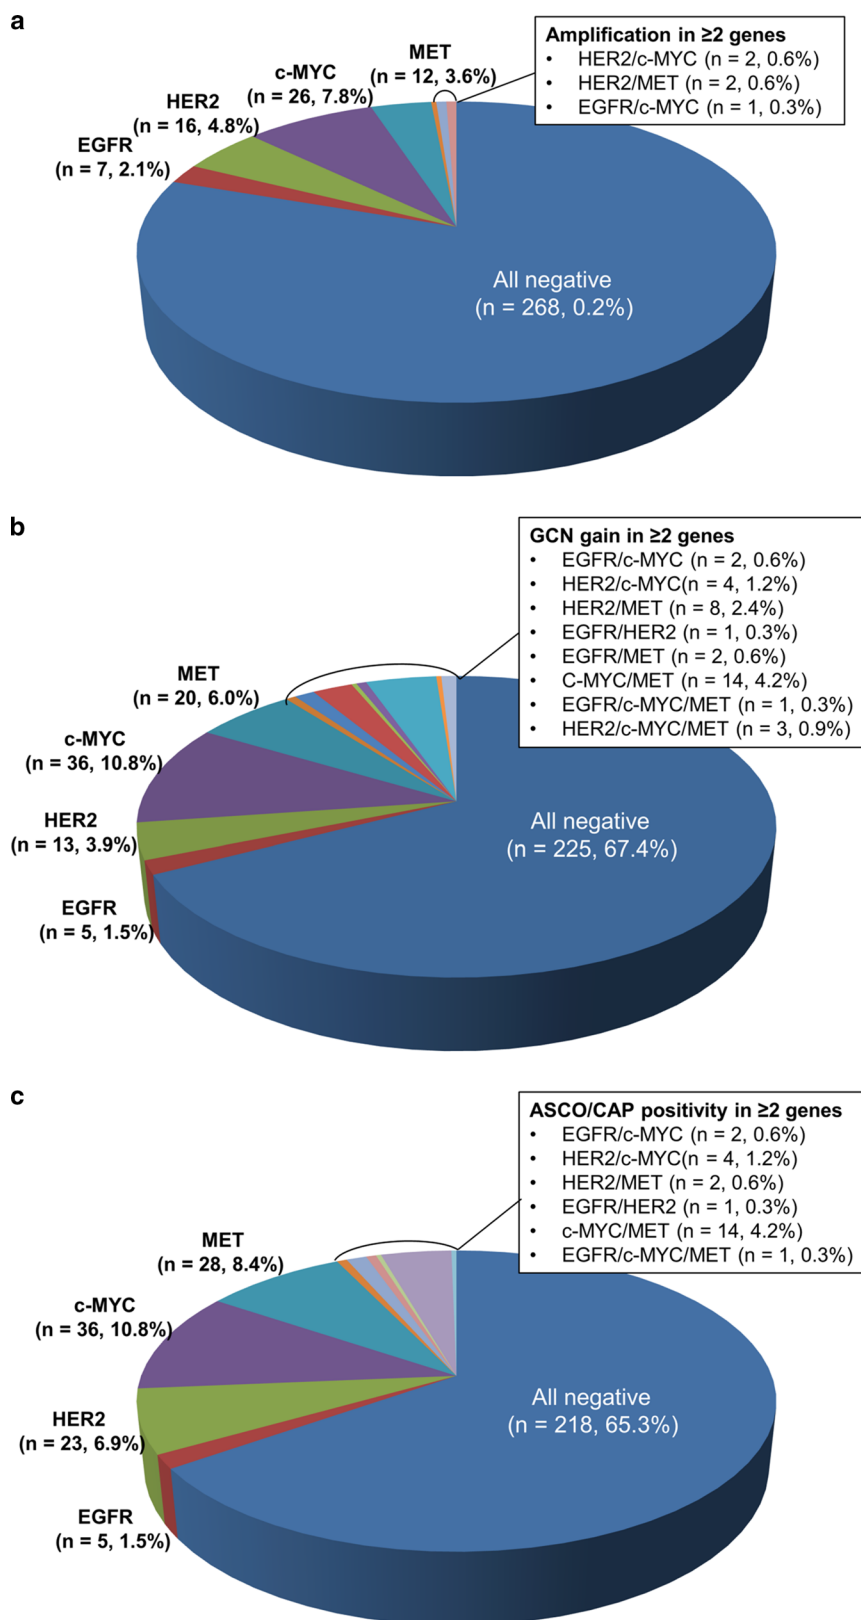 a
Amplification in ≥2 genes
• HER2/c-MYC (n = 2, 0.6%)
• HER2/MET (n = 2, 0.6%)
• EGFR/c-MYC (n = 1, 0.3%)
MET
(n = 12, 3.6%)
c-MYC
(n = 26, 7.8%)
HER2
(n = 16, 4.8%)
EGFR
(n = 7, 2.1%)
All negative
(n = 268, 0.2%)
b
GCN gain in ≥2 genes
• EGFR/c-MYC (n = 2, 0.6%)
• HER2/c-MYC(n = 4, 1.2%)
• HER2/MET (n = 8, 2.4%)
• EGFR/HER2 (n = 1, 0.3%)
• EGFR/MET (n = 2, 0.6%)
• C-MYC/MET (n = 14, 4.2%)
• EGFR/c-MYC/MET (n = 1, 0.3%)
• HER2/c-MYC/MET (n = 3, 0.9%)
MET
(n = 20, 6.0%)
c-MYC
(n = 36, 10.8%)
HER2
(n = 13, 3.9%)
EGFR
(n = 5, 1.5%)
All negative
(n = 225, 67.4%)
c
ASCO/CAP positivity in ≥2 genes
• EGFR/c-MYC (n = 2, 0.6%)
• HER2/c-MYC(n = 4, 1.2%)
• HER2/MET (n = 2, 0.6%)
• EGFR/HER2 (n = 1, 0.3%)
• c-MYC/MET (n = 14, 4.2%)
• EGFR/c-MYC/MET (n = 1, 0.3%)
MET
(n = 28, 8.4%)
c-MYC
(n = 36, 10.8%)
HER2
(n = 23, 6.9%)
EGFR
(n = 5, 1.5%)
All negative
(n = 218, 65.3%)